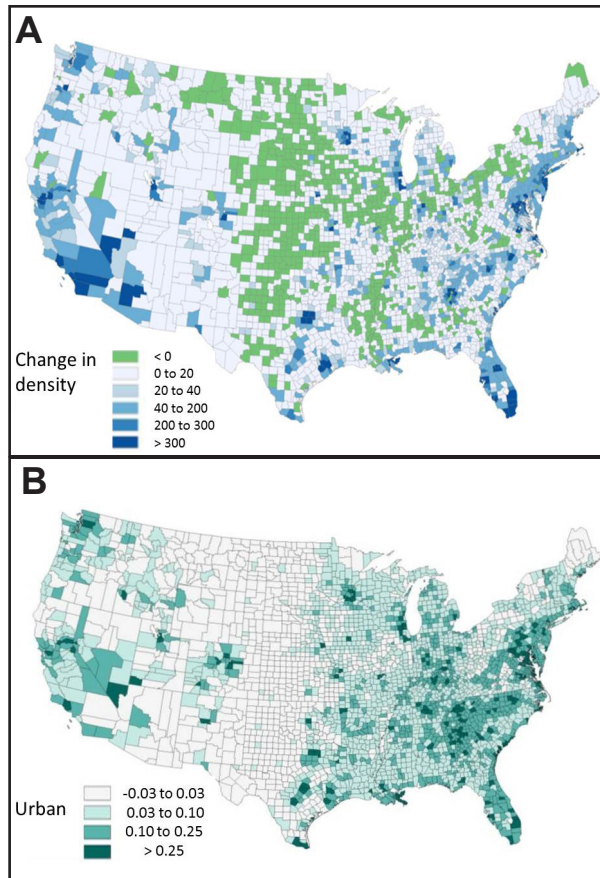 A
Change in
density
< 0
0 to 20
20 to 40
40 to 200
200 to 300
> 300
B
Urban
-0.03 to 0.03
0.03 to 0.10
0.10 to 0.25
> 0.25